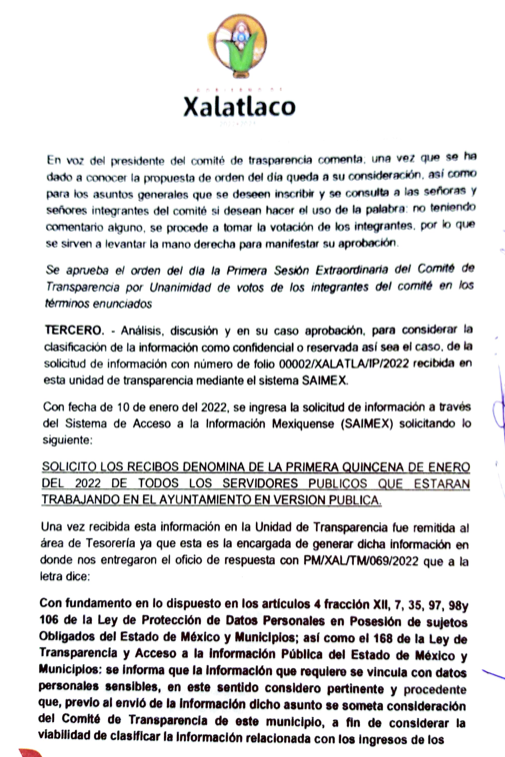 Xalatlaco
En voz del presidente del comité de trasparencia comenta, una vez que se ha
dado a conocer la propuesta de orden del día queda a su consideración, así como
para los asuntos generales que se deseen inscribir y se consulta a las señoras y
señores integrantes del comité si desean hacer el uso de la palabra: no teniendo
comentario alguno, se procede a tomar la votación de los integrantes, por lo que
se sirven a levantar la mano derecha para manifestar su aprobación.
Se aprueba el orden del día la Primera Sesión Extraordinaria del Comité de
Transparencia por Unanimidad de votos de los integrantes del comité en los
términos enunciados
TERCERO. - Análisis, discusión y en su caso aprobación, para considerar la
clasificación de la información como confidencial o reservada así sea el caso, de la
solicitud de información con número de folio 00002/XALATLA/IP/2022 recibida en
esta unidad de transparencia mediante el sistema SAIMEX.
Con fecha de 10 de enero del 2022, se ingresa la solicitud de información a través
del Sistema de Acceso a la Información Mexiquense (SAIMEX) solicitando lo
siguiente:
SOLICITO LOS RECIBOS DENOMINA DE LA PRIMERA QUINCENA DE ENERO
DEL 2022 DE TODOS LOS SERVIDORES PUBLICOS QUE ESTARAN
TRABAJANDO EN EL AYUNTAMIENTO EN VERSION PUBLICA.
Una vez recibida esta información en la Unidad de Transparencia fue remitida al
área de Tesorería ya que esta es la encargada de generar dicha información en
donde nos entregaron el oficio de respuesta con PM/XAL/TM/069/2022 que a la
letra dice:
Con fundamento en lo dispuesto en los artículos 4 fracción XII, 7, 35, 97, 98y
106 de la Ley de Protección de Datos Personales en Posesión de sujetos
Obligados del Estado de México y Municipios; así como el 168 de la Ley de
Transparencia y Acceso a la Información Pública del Estado de México y
Municipios: se informa que la información que requiere se vincula con datos
personales sensibles, en este sentido considero pertinente y procedente
que, previo al envió de la información dicho asunto se someta consideración
del Comité de Transparencia de este municipio, a fin de considerar la
viabilidad de clasificar la información relacionada con los ingresos de los